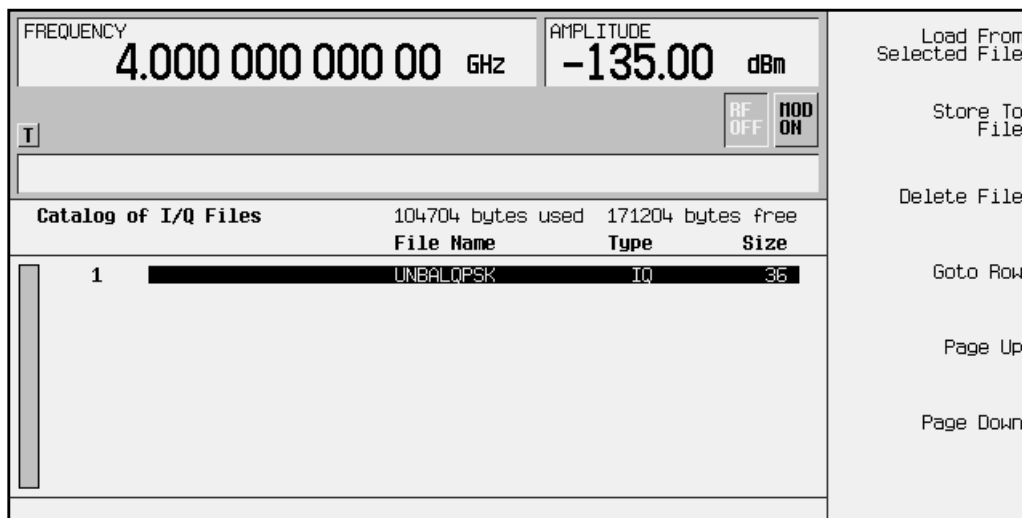 FREQUENCY
4.000 000 000 00 GHz
AMPLITUDE
-135.00 dBm
RF
OFF
MOD
ON
T
Catalog of I/Q Files 104704 bytes used 171204 bytes free
File Name Type Size
1 UNBALQPSK IQ 36
Load From
Selected File
Store To
File
Delete File
Goto Row
Page Up
Page Down